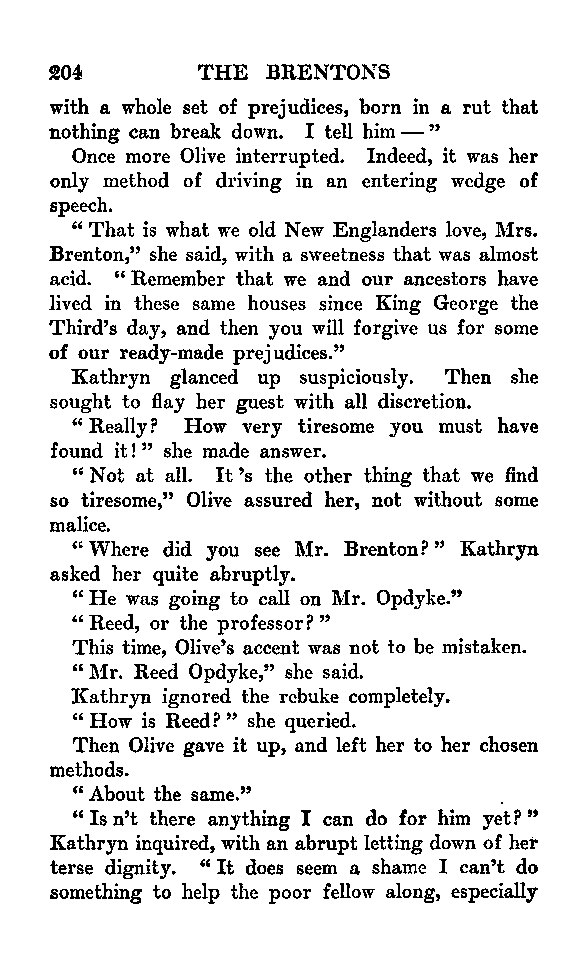 204 THE BRENTONS
with a whole set of prejudices, born in a rut that
nothing can break down. I tell him — ”
Once more Olive interrupted. Indeed, it was her
only method of driving in an entering wedge of
speech.
“ That is what we old New Englanders love, Mrs.
Brenton,” she said, with a sweetness that was almost
acid. “ Remember that we and our ancestors have
lived in these same houses since King George the
Third’s day, and then you will forgive us for some
of our ready-made prejudices.”
Kathryn glanced up suspiciously. Then she
sought to flay her guest with all discretion.
“ Really? How very tiresome you must have
found it! ” she made answer.
“ Not at all. It ’s the other thing that we find
so tiresome,” Olive assured her, not without some
malice.
“ Where did you see Mr. Brenton? ” Kathryn
asked her quite abruptly.
“ He was going to call on Mr. Opdyke.”
“ Reed, or the professor? ”
This time, Olive’s accent was not to be mistaken.
“ Mr. Reed Opdyke,” she said.
Kathryn ignored the rebuke completely.
“ How is Reed? ” she queried.
Then Olive gave it up, and left her to her chosen
methods.
“ About the same.”
“ Is n’t there anything I can do for him yet? ”
Kathryn inquired, with an abrupt letting down of her
terse dignity. “ It does seem a shame I can’t do
something to help the poor fellow along, especially